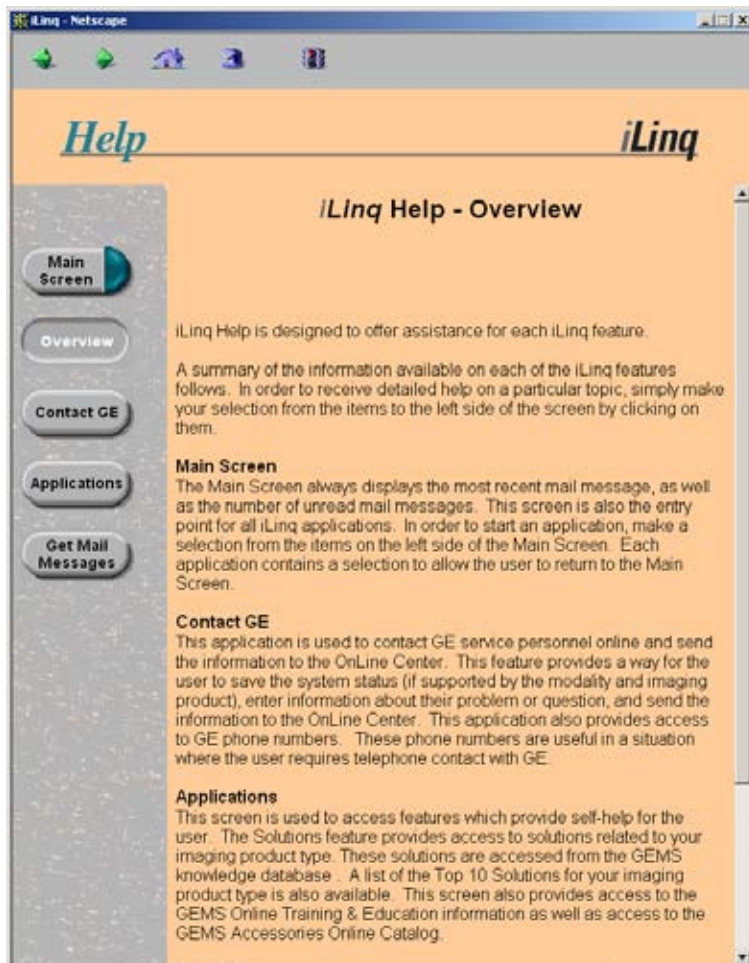 iLinq - Netscape
Help
iLinq
iLinq Help - Overview
Main
Screen
Overview
Contact GE
Applications
Get Mail
Messages
iLinq Help is designed to offer assistance for each iLinq feature.
A summary of the information available on each of the iLinq features
follows. In order to receive detailed help on a particular topic, simply make
your selection from the items to the left side of the screen by clicking on
them.
Main Screen
The Main Screen always displays the most recent mail message, as well
as the number of unread mail messages. This screen is also the entry
point for all iLinq applications. In order to start an application, make a
selection from the items on the left side of the Main Screen. Each
application contains a selection to allow the user to return to the Main
Screen.
Contact GE
This application is used to contact GE service personnel online and send
the information to the OnLine Center. This feature provides a way for the
user to save the system status (if supported by the modality and imaging
product), enter information about their problem or question, and send the
information to the OnLine Center. This application also provides access
to GE phone numbers. These phone numbers are useful in a situation
where the user requires telephone contact with GE.
Applications
This screen is used to access features which provide self-help for the
user. The Solutions feature provides access to solutions related to your
imaging product type. These solutions are accessed from the GEMS
knowledge database . A list of the Top 10 Solutions for your imaging
product type is also available. This screen also provides access to the
GEMS Online Training & Education information as well as access to the
GEMS Accessories Online Catalog.